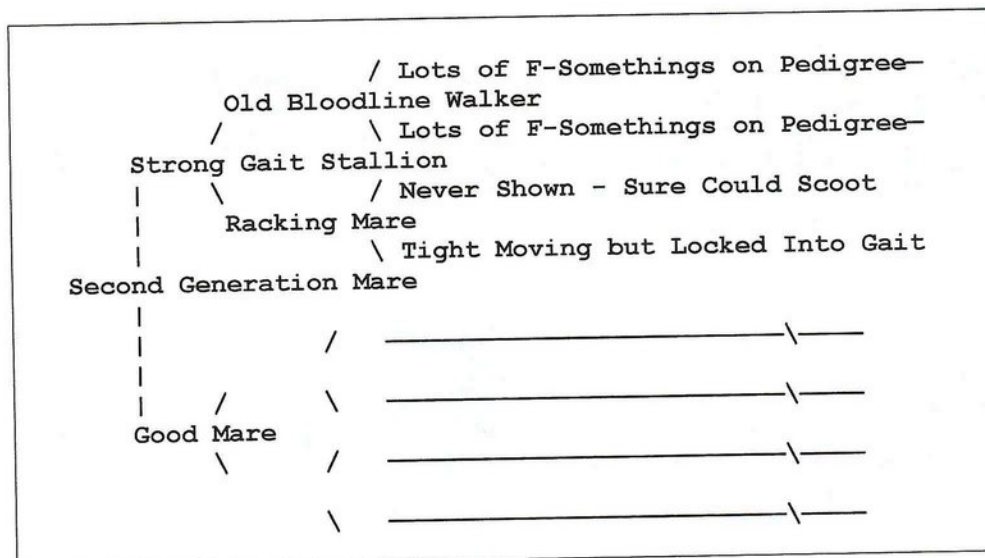 / Lots of F-Somethings on Pedigree
Old Bloodline Walker
/ \ Lots of F-Somethings on Pedigree
Strong Gait Stallion
| \ / Never Shown - Sure Could Scoot
| Racking Mare
| \ Tight Moving but Locked Into Gait
Second Generation Mare
Good Mare